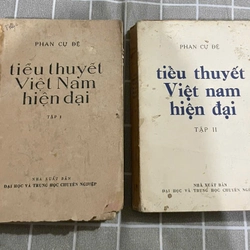 PHAN CỰ ĐỆ
tiểu thuyết
Việt Nam
hiện đại
TẬP I
NHÀ XUẤT BẢN
ĐẠI HỌC VÀ TRUNG HỌC CHUYÊN NGHIỆP
PHAN CỰ ĐỆ
tiểu thuyết
Việt nam
hiện đại
TẬP II
NHÀ XUẤT BẢN
ĐẠI HỌC VÀ TRUNG HỌC CHUYÊN NGHIỆP